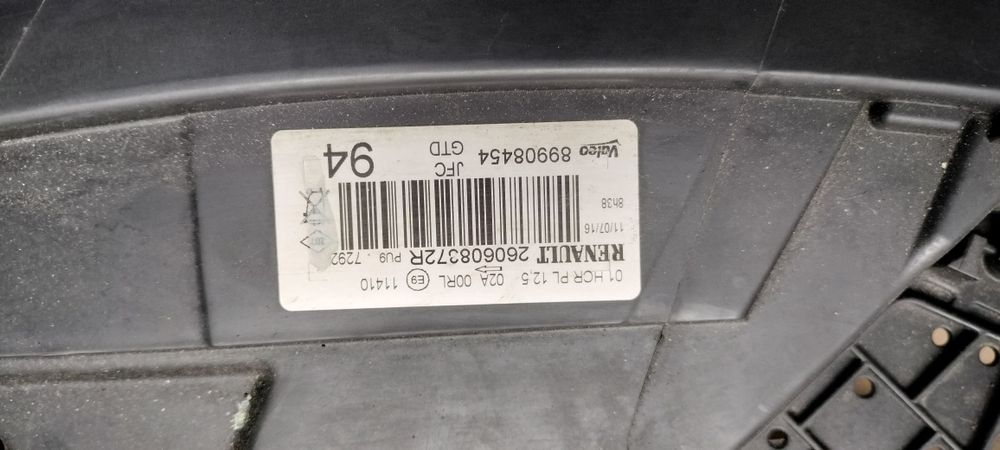 01 HCR PL 12,5 02A 00RL E9 11410
RENAULT 260608372R PU9 . 7292
11/07/16
8h38
JFC
Valeo 89908454 GTD
94